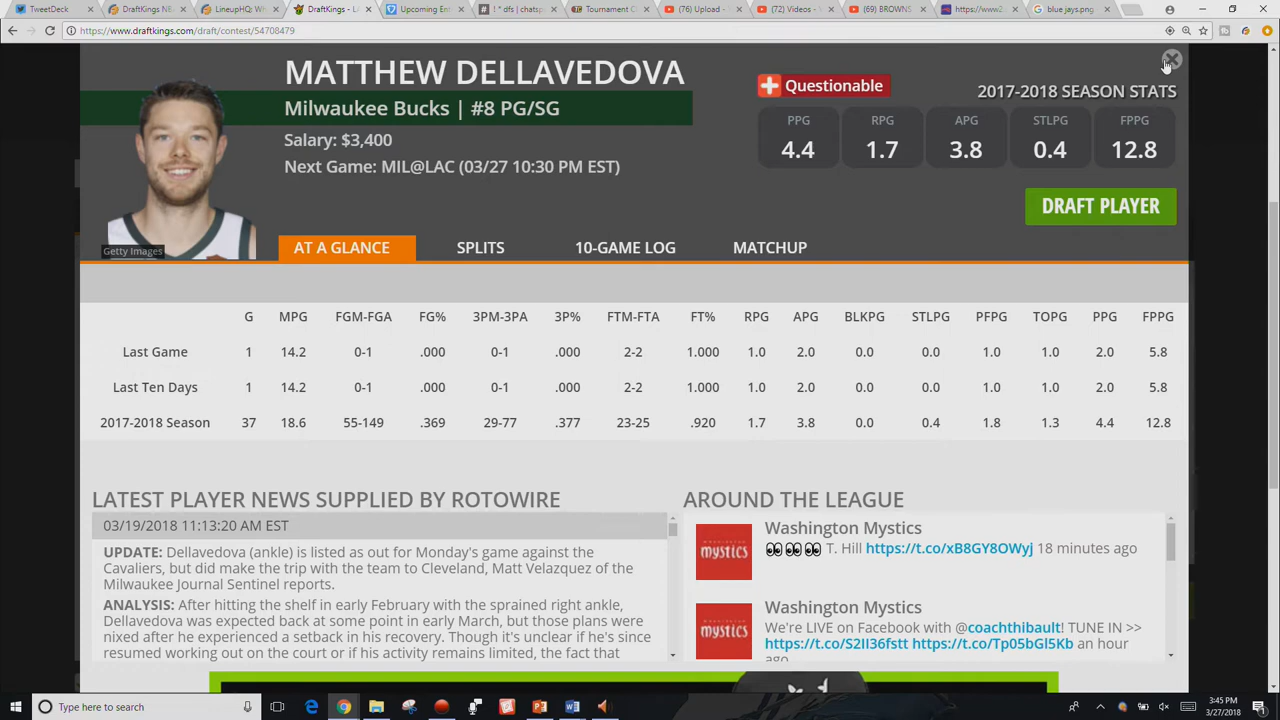 TweetDeck
DraftKings NB
LineupHQ: W
DraftKings - L
Upcoming Ent
! * dfs | chatsp
Tournament C
(76) Upload -
(72) Videos -
(69) BROWNS
https://www2
blue jays.png
https://www.draftkings.com/draft/contest/54708479
MATTHEW DELLAVEDOVA
Milwaukee Bucks | #8 PG/SG
Salary: $3,400
Next Game: MIL@LAC (03/27 10:30 PM EST)
Getty Images
Questionable
2017-2018 SEASON STATS
PPG RPG APG STLPG FPPG
4.4 1.7 3.8 0.4 12.8
DRAFT PLAYER
AT A GLANCE SPLITS 10-GAME LOG MATCHUP
G MPG FGM-FGA FG% 3PM-3PA 3P% FTM-FTA FT% RPG APG BLKPG STLPG PFPG TOPG PPG FPPG
Last Game 1 14.2 0-1 .000 0-1 .000 2-2 1.000 1.0 2.0 0.0 0.0 1.0 1.0 2.0 5.8
Last Ten Days 1 14.2 0-1 .000 0-1 .000 2-2 1.000 1.0 2.0 0.0 0.0 1.0 1.0 2.0 5.8
2017-2018 Season 37 18.6 55-149 .369 29-77 .377 23-25 .920 1.7 3.8 0.0 0.4 1.8 1.3 4.4 12.8
LATEST PLAYER NEWS SUPPLIED BY ROTOWIRE
03/19/2018 11:13:20 AM EST
UPDATE: Dellavedova (ankle) is listed as out for Monday's game against the
Cavaliers, but did make the trip with the team to Cleveland, Matt Velazquez of the
Milwaukee Journal Sentinel reports.
ANALYSIS: After hitting the shelf in early February with the sprained right ankle,
Dellavedova was expected back at some point in early March, but those plans were
nixed after he experienced a setback in his recovery. Though it's unclear if he's since
resumed working out on the court or if his activity remains limited, the fact that
AROUND THE LEAGUE
mystics
Washington Mystics
👀 👀 👀 T. Hill https://t.co/xB8GY8OWyj 18 minutes ago
mystics
Washington Mystics
We're LIVE on Facebook with @coachthibault! TUNE IN >>
https://t.co/S2II36fstt https://t.co/Tp05bGl5Kb an hour
ago
Type here to search
3:45 PM
3/27/2018